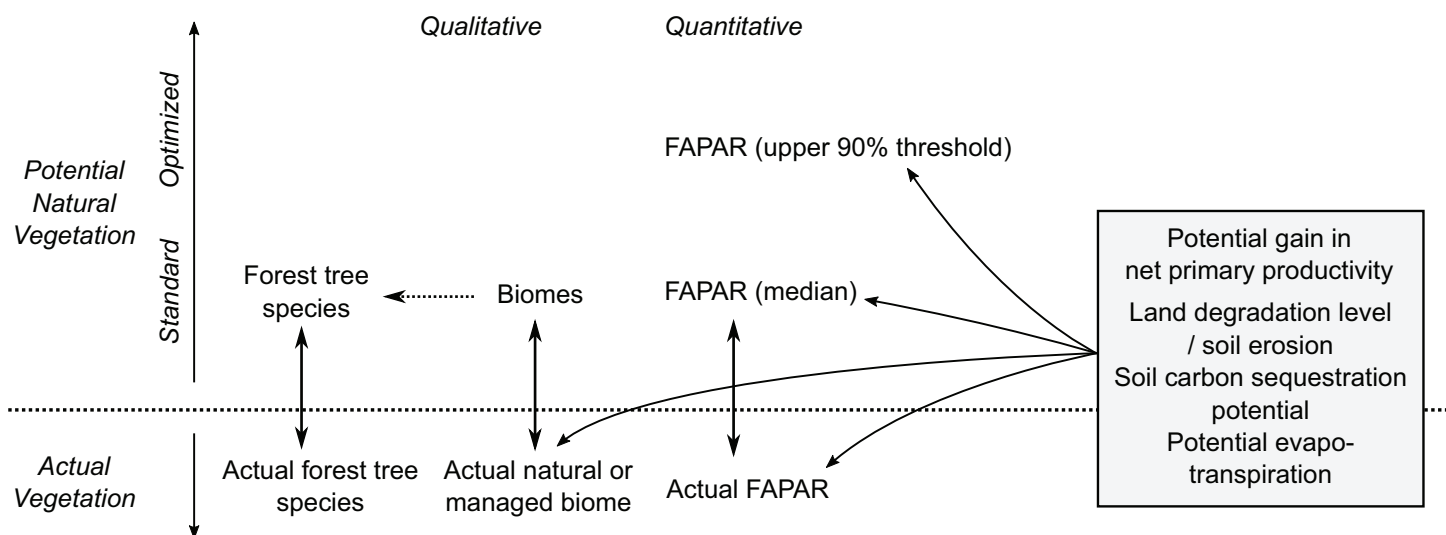 Qualitative
Quantitative
Optimized
Standard
Potential
Natural
Vegetation
FAPAR (upper 90% threshold)
Forest tree
species
Biomes
FAPAR (median)
Potential gain in
net primary productivity
Land degradation level
/ soil erosion
Soil carbon sequestration
potential
Potential evapo-
transpiration
Actual
Vegetation
Actual forest tree
species
Actual natural or
managed biome
Actual FAPAR